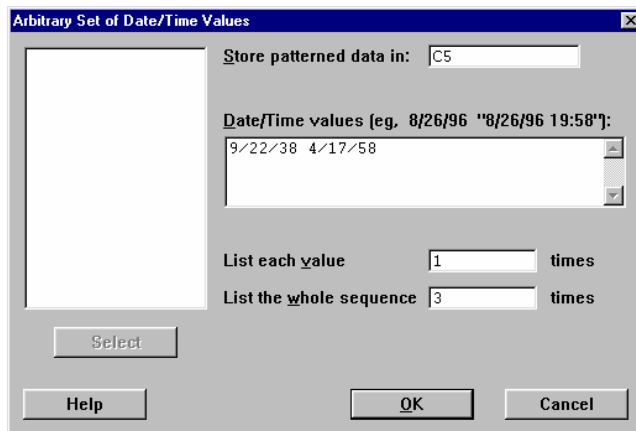 Arbitrary Set of Date/Time Values
Store patterned data in: C5
Date/Time values (eg, 8/26/96 "8/26/96 19:58"):
9/22/38 4/17/58
List each value 1 times
List the whole sequence 3 times
Select
Help OK Cancel